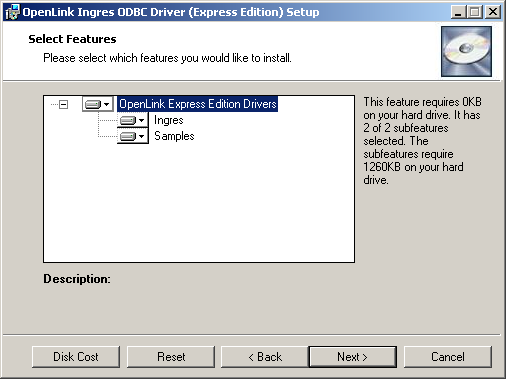 OpenLink Ingres ODBC Driver (Express Edition) Setup
Select Features
Please select which features you would like to install.
OpenLink Express Edition Drivers
Ingres
Samples
This feature requires 0KB
on your hard drive. It has
2 of 2 subfeatures
selected. The
subfeatures require
1260KB on your hard
drive.
Description:
Disk Cost
Reset
< Back
Next >
Cancel